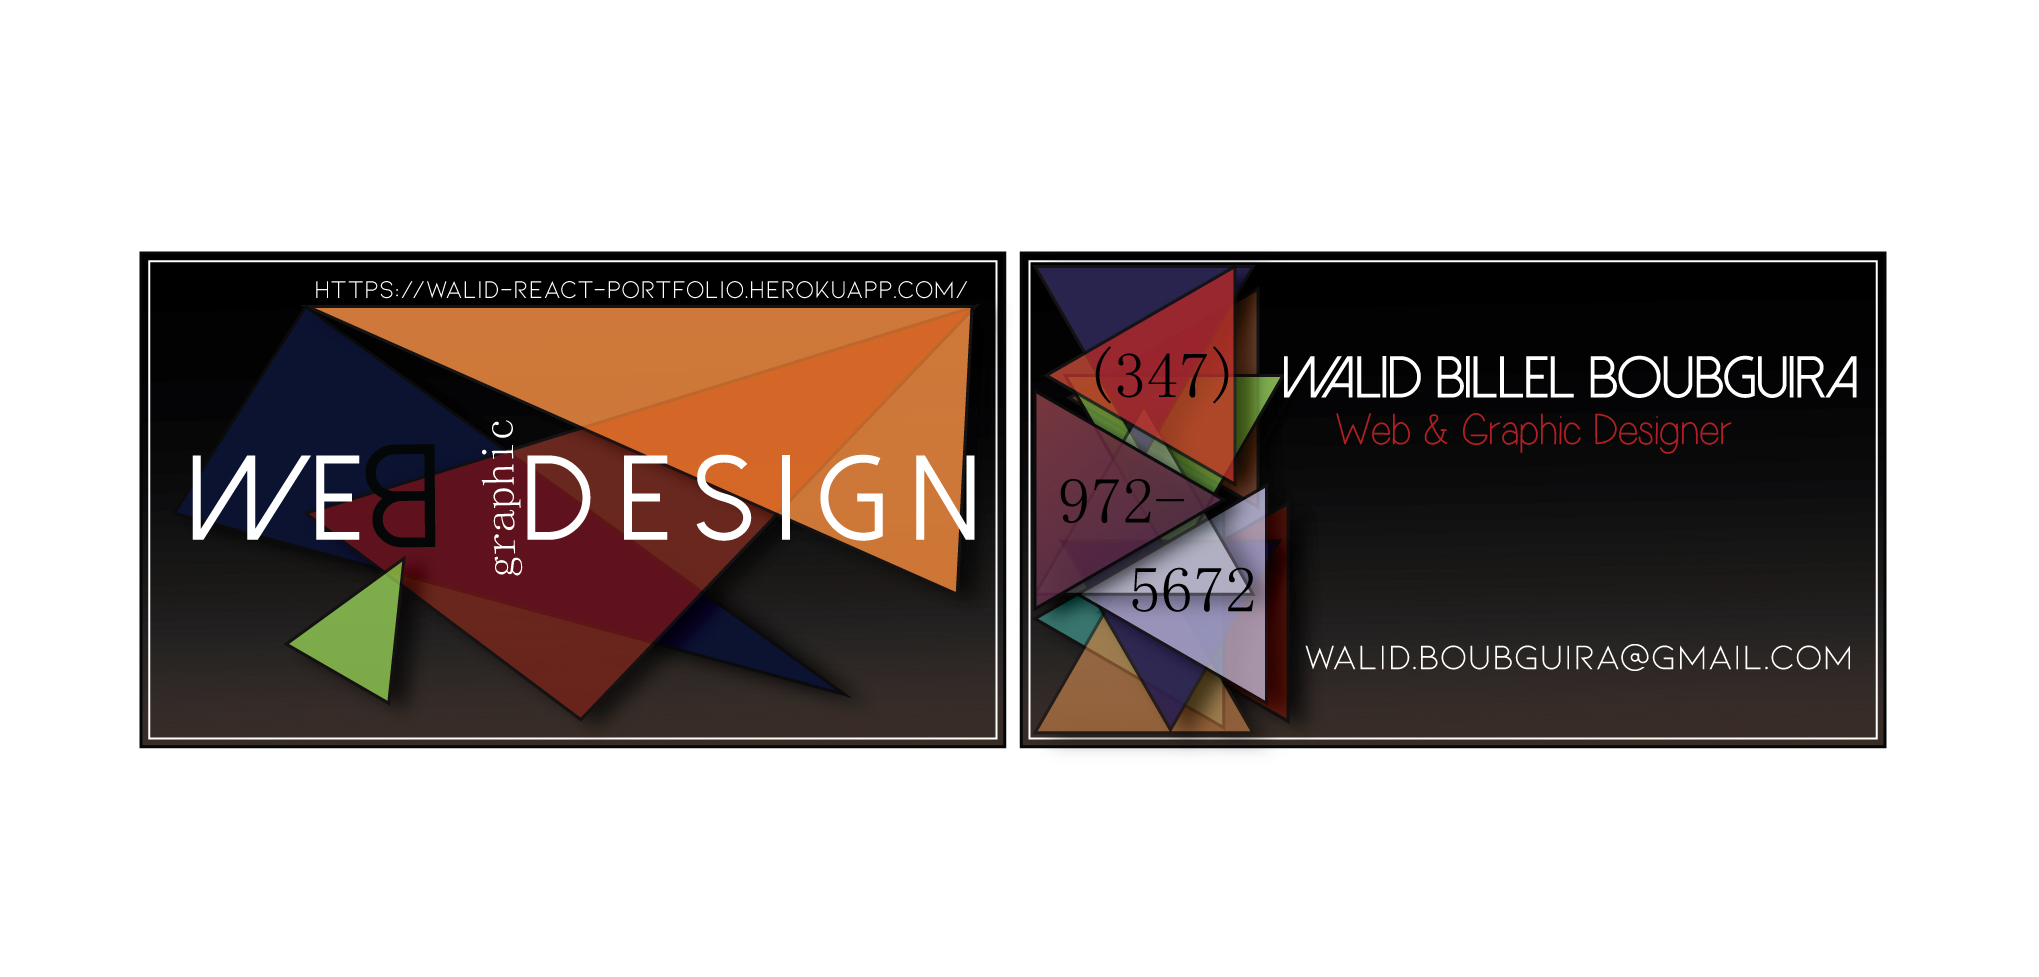 HTTPS://WALID-REACT-PORTFOLIO.HEROKUAPP.COM/
WEB graphic DESIGN
(347)-
972-
5672
WALID BILLEL BOUBGUIRA
Web & Graphic Designer
WALID.BOUBGUIRA@GMAIL.COM